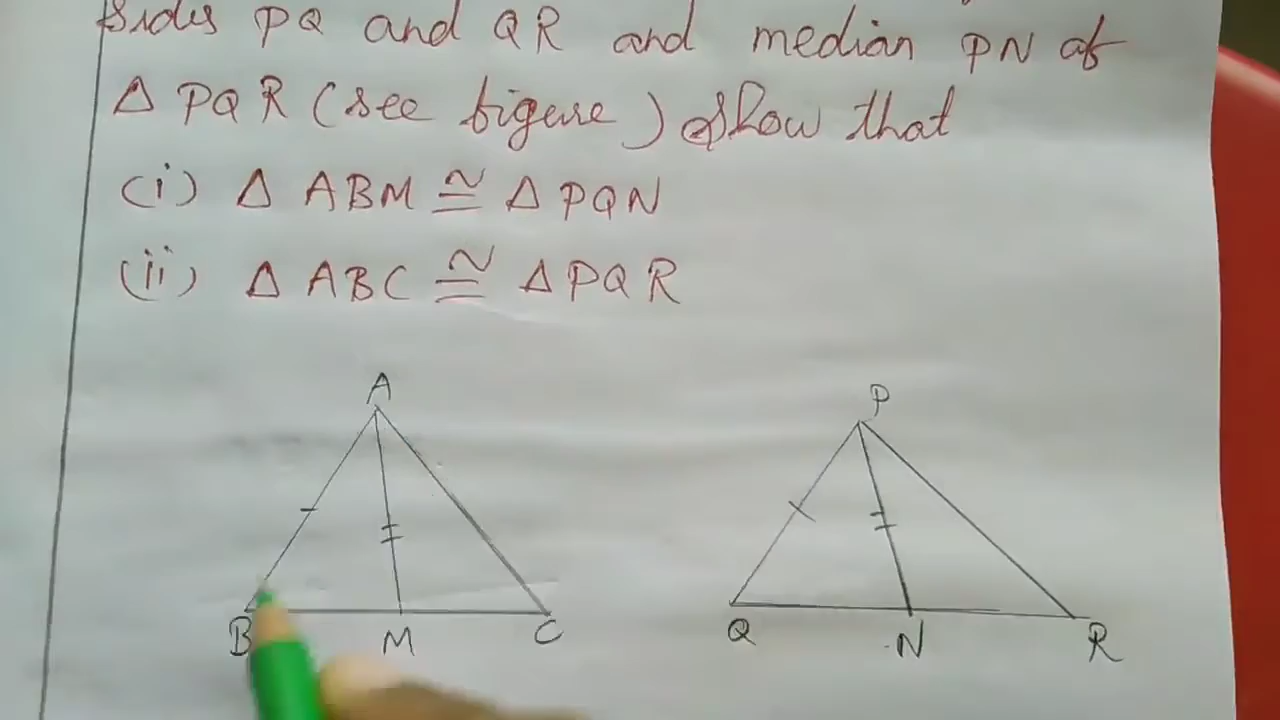 sides PQ and QR and median PN of
Δ PQR (see figure) show that
(i) Δ ABM ≅ Δ PQN
(ii) Δ ABC ≅ Δ PQR
A
P
B
M
C
Q
N
R